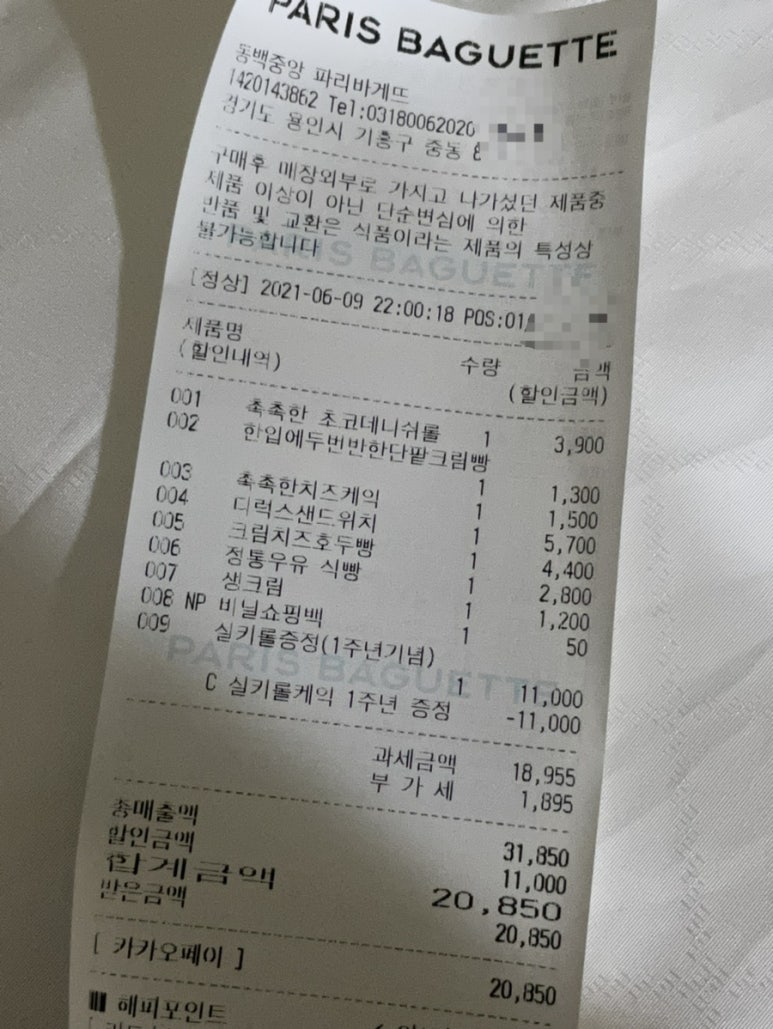 PARIS BAGUETTE
동백중앙 파리바게뜨
1420143862 Tel:03180062020
경기도 용인시 기흥구 중동
구매후 매장외부로 가시고 나가셨던 제품중
제품 이상이 아닌 단순변심에 의한
반품 및 교환은 식품이라는 제품의 특성상
불가능합니다
PARIS BAGUETTE
[정상] 2021-06-09 22:00:18 POS:01
제품명 수량 금액
(할인내역) (할인금액)
001 촉촉한 초코데니쉬롤 1 3,900
002 한입에두번반한단팥크림빵
1 1,300
003 촉촉한치즈케익 1 1,500
004 디럭스샌드위치 1 5,700
005 크림치즈호두빵 1 4,400
006 정통우유 식빵 1 2,800
007 생크림 1 1,200
008 NP 비닐쇼핑백 1 50
009 실키롤증정(1주년기념)
1 11,000
PARIS BAGUETTE
C 실키롤케익 1주년 증정 -11,000
과세금액 18,955
부 가 세 1,895
총매출액 31,850
할인금액 11,000
합계금액 20,850
받은금액 20,850
[ 카카오페이 ] 20,850
해피포인트